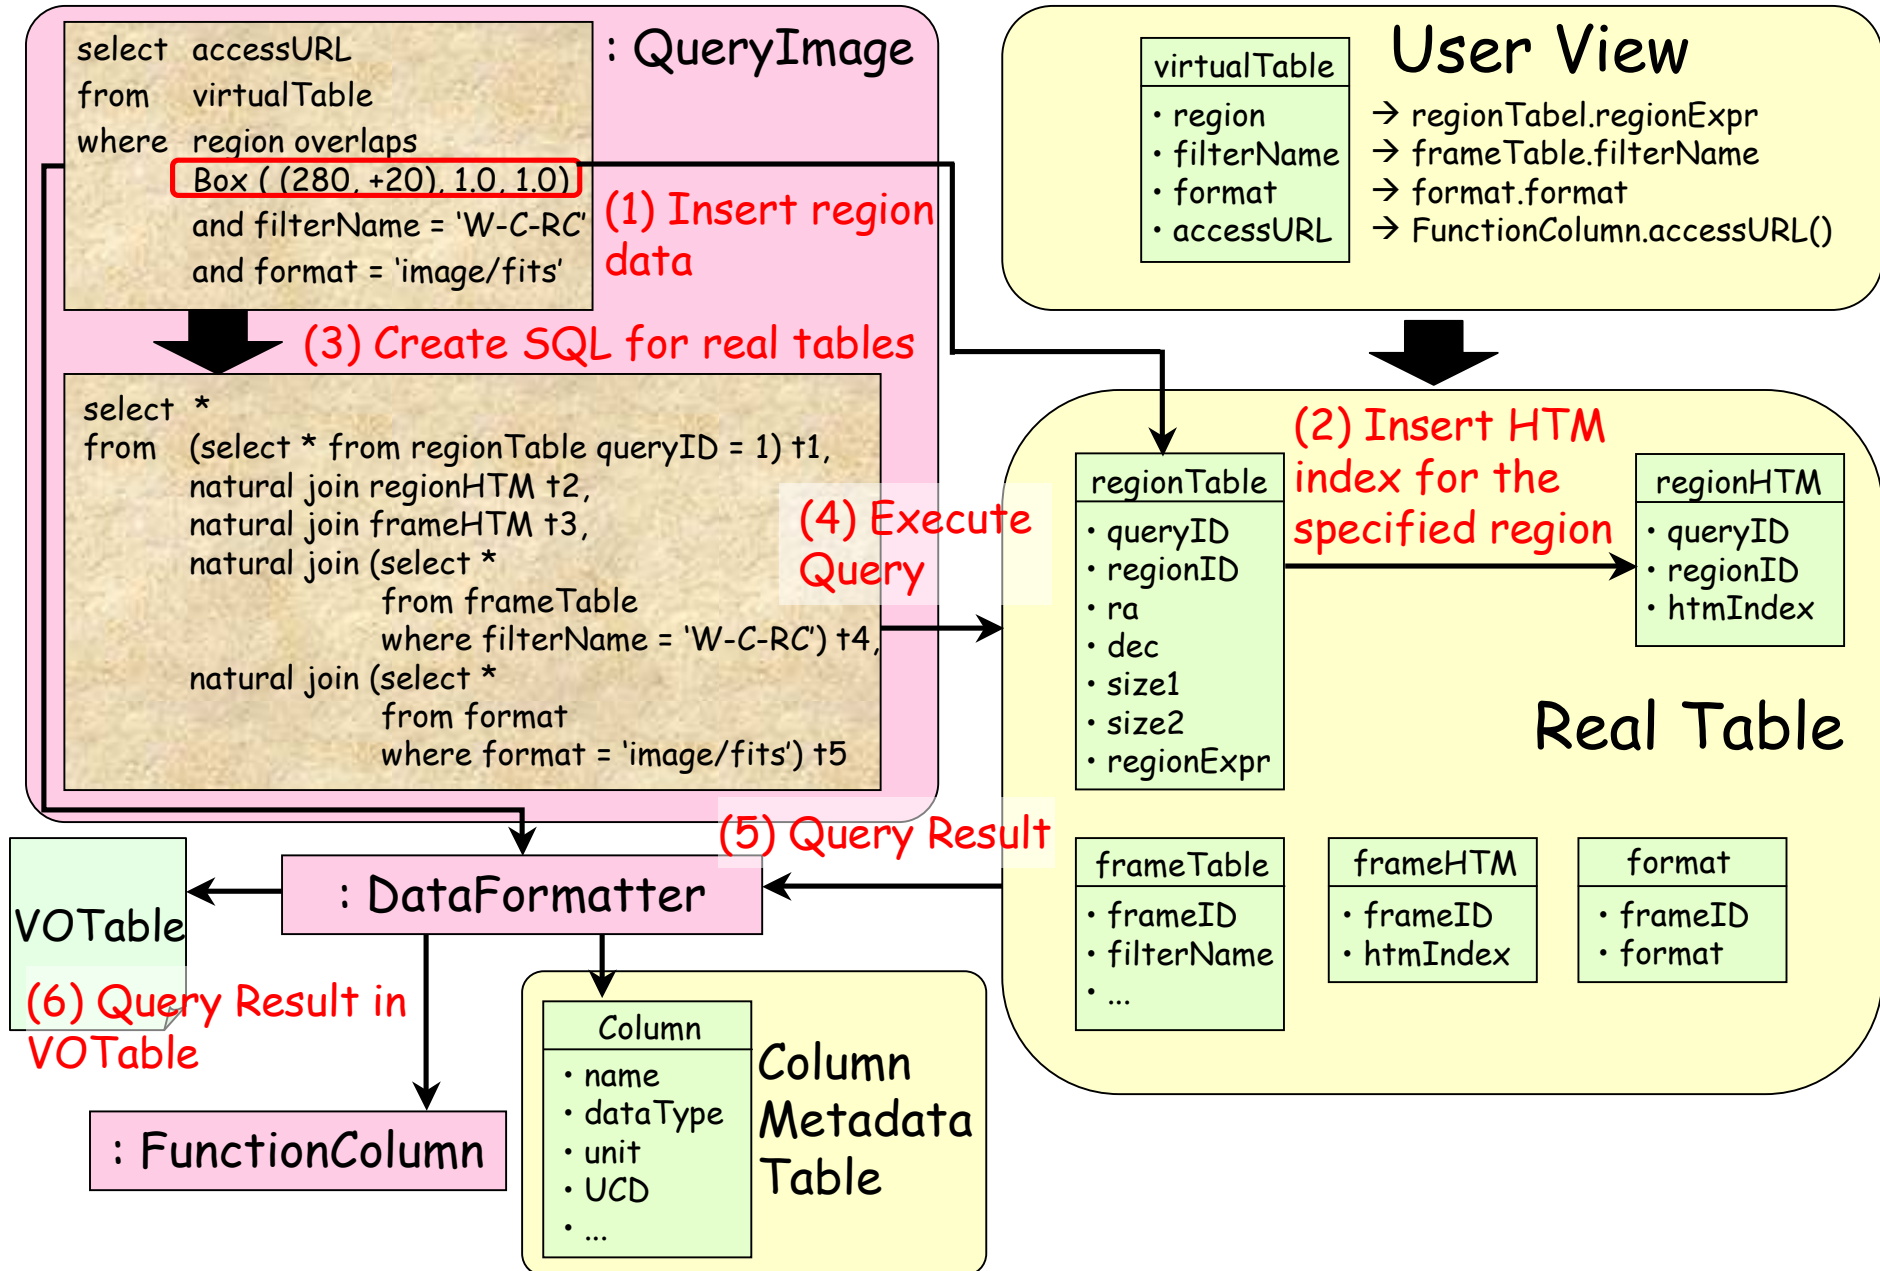 : QueryImage
select accessURL
from virtualTable
where region overlaps
Box ( (280, +20), 1.0, 1.0)
and filterName = ‘W-C-RC’
and format = ‘image/fits’
(1) Insert region
data
(3) Create SQL for real tables
select *
from (select * from regionTable queryID = 1) t1,
natural join regionHTM t2,
natural join frameHTM t3,
natural join (select *
from frameTable
where filterName = ‘W-C-RC’) t4,
natural join (select *
from format
where format = ‘image/fits’) t5
User View
virtualTable
・region → regionTabel.regionExpr
・filterName → frameTable.filterName
・format → format.format
・accessURL → FunctionColumn.accessURL()
(2) Insert HTM
index for the
specified region
(4) Execute
Query
regionTable
・queryID
・regionID
・ra
・dec
・size1
・size2
・regionExpr
regionHTM
・queryID
・regionID
・htmIndex
Real Table
frameTable
・frameID
・filterName
・...
frameHTM
・frameID
・htmIndex
format
・frameID
・format
(5) Query Result
: DataFormatter
VOTable
(6) Query Result in
VOTable
: FunctionColumn
Column
・name
・dataType
・unit
・UCD
・...
Column
Metadata
Table